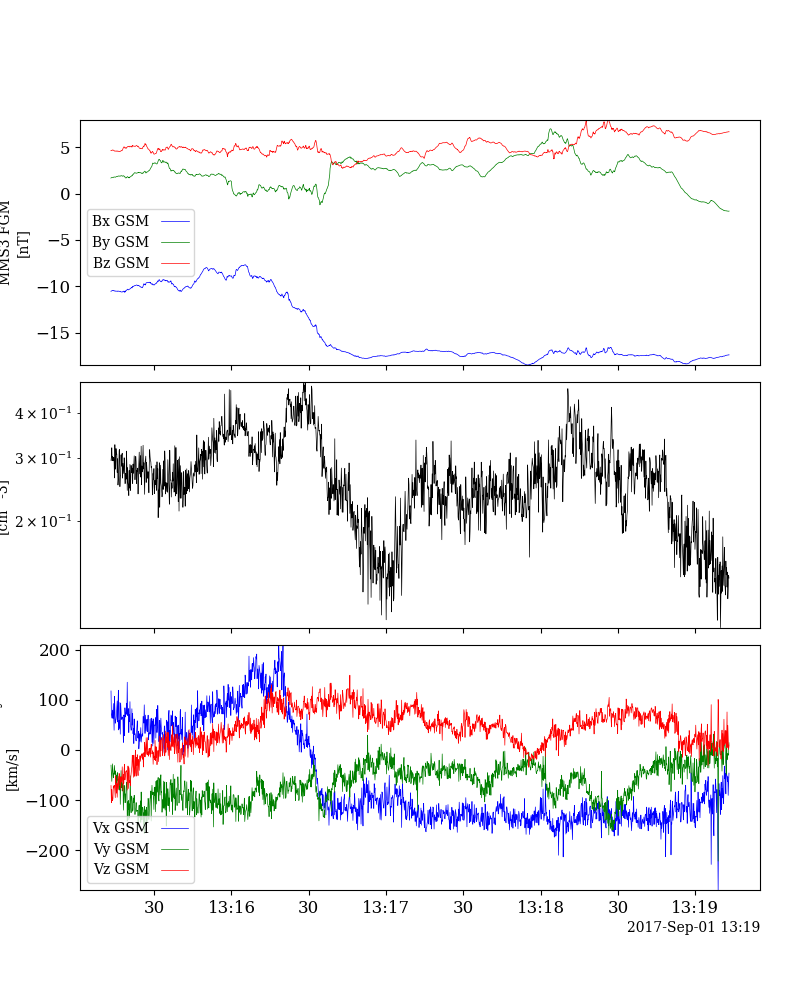 MMS3 FGM
[nT]
5
0
−5
−10
−15
Bx GSM
By GSM
Bz GSM
4 × 10⁻¹
3 × 10⁻¹
2 × 10⁻¹
200
100
0
−100
−200
[km/s]
Vx GSM
Vy GSM
Vz GSM
30 13:16 30 13:17 30 13:18 30 13:19
2017-Sep-01 13:19